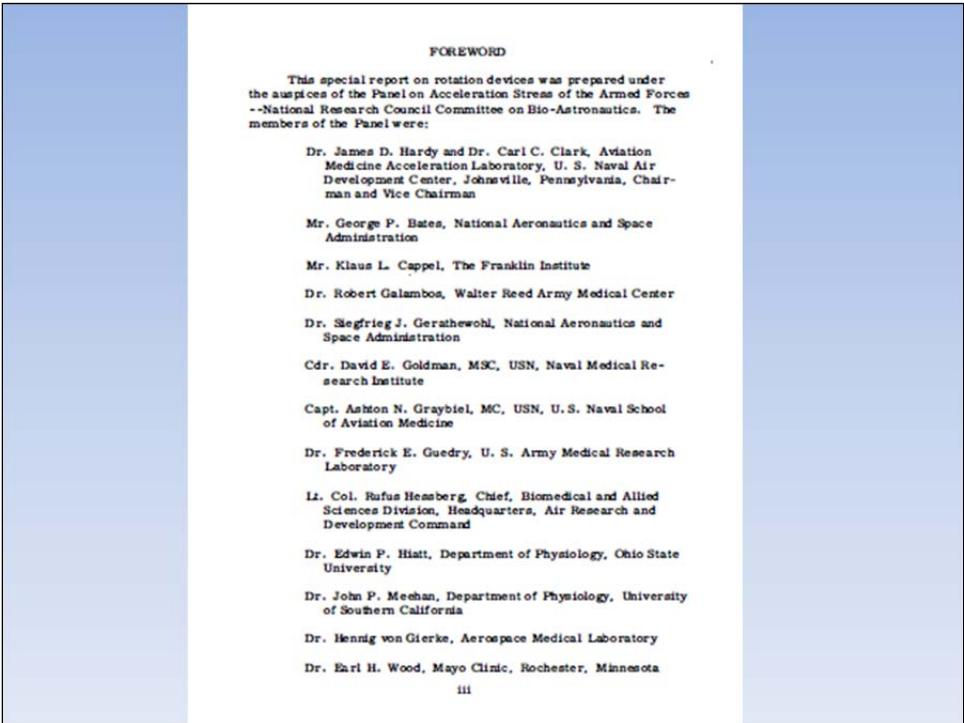 FOREWORD
This special report on rotation devices was prepared under
the auspices of the Panel on Acceleration Stress of the Armed Forces
--National Research Council Committee on Bio-Astronautics. The
members of the Panel were:
Dr. James D. Hardy and Dr. Carl C. Clark, Aviation
Medicine Acceleration Laboratory, U. S. Naval Air
Development Center, Johnsville, Pennsylvania, Chair-
man and Vice Chairman
Mr. George P. Bates, National Aeronautics and Space
Administration
Mr. Klaus L. Cappel, The Franklin Institute
Dr. Robert Galambos, Walter Reed Army Medical Center
Dr. Siegfrieg J. Gerathewohl, National Aeronautics and
Space Administration
Cdr. David E. Goldman, MSC, USN, Naval Medical Re-
search Institute
Capt. Ashton N. Graybiel, MC, USN, U. S. Naval School
of Aviation Medicine
Dr. Frederick E. Guedry, U. S. Army Medical Research
Laboratory
Lt. Col. Rufus Hessberg, Chief, Biomedical and Allied
Sciences Division, Headquarters, Air Research and
Development Command
Dr. Edwin P. Hiatt, Department of Physiology, Ohio State
University
Dr. John P. Meehan, Department of Physiology, University
of Southern California
Dr. Hennig von Gierke, Aerospace Medical Laboratory
Dr. Earl H. Wood, Mayo Clinic, Rochester, Minnesota
iii